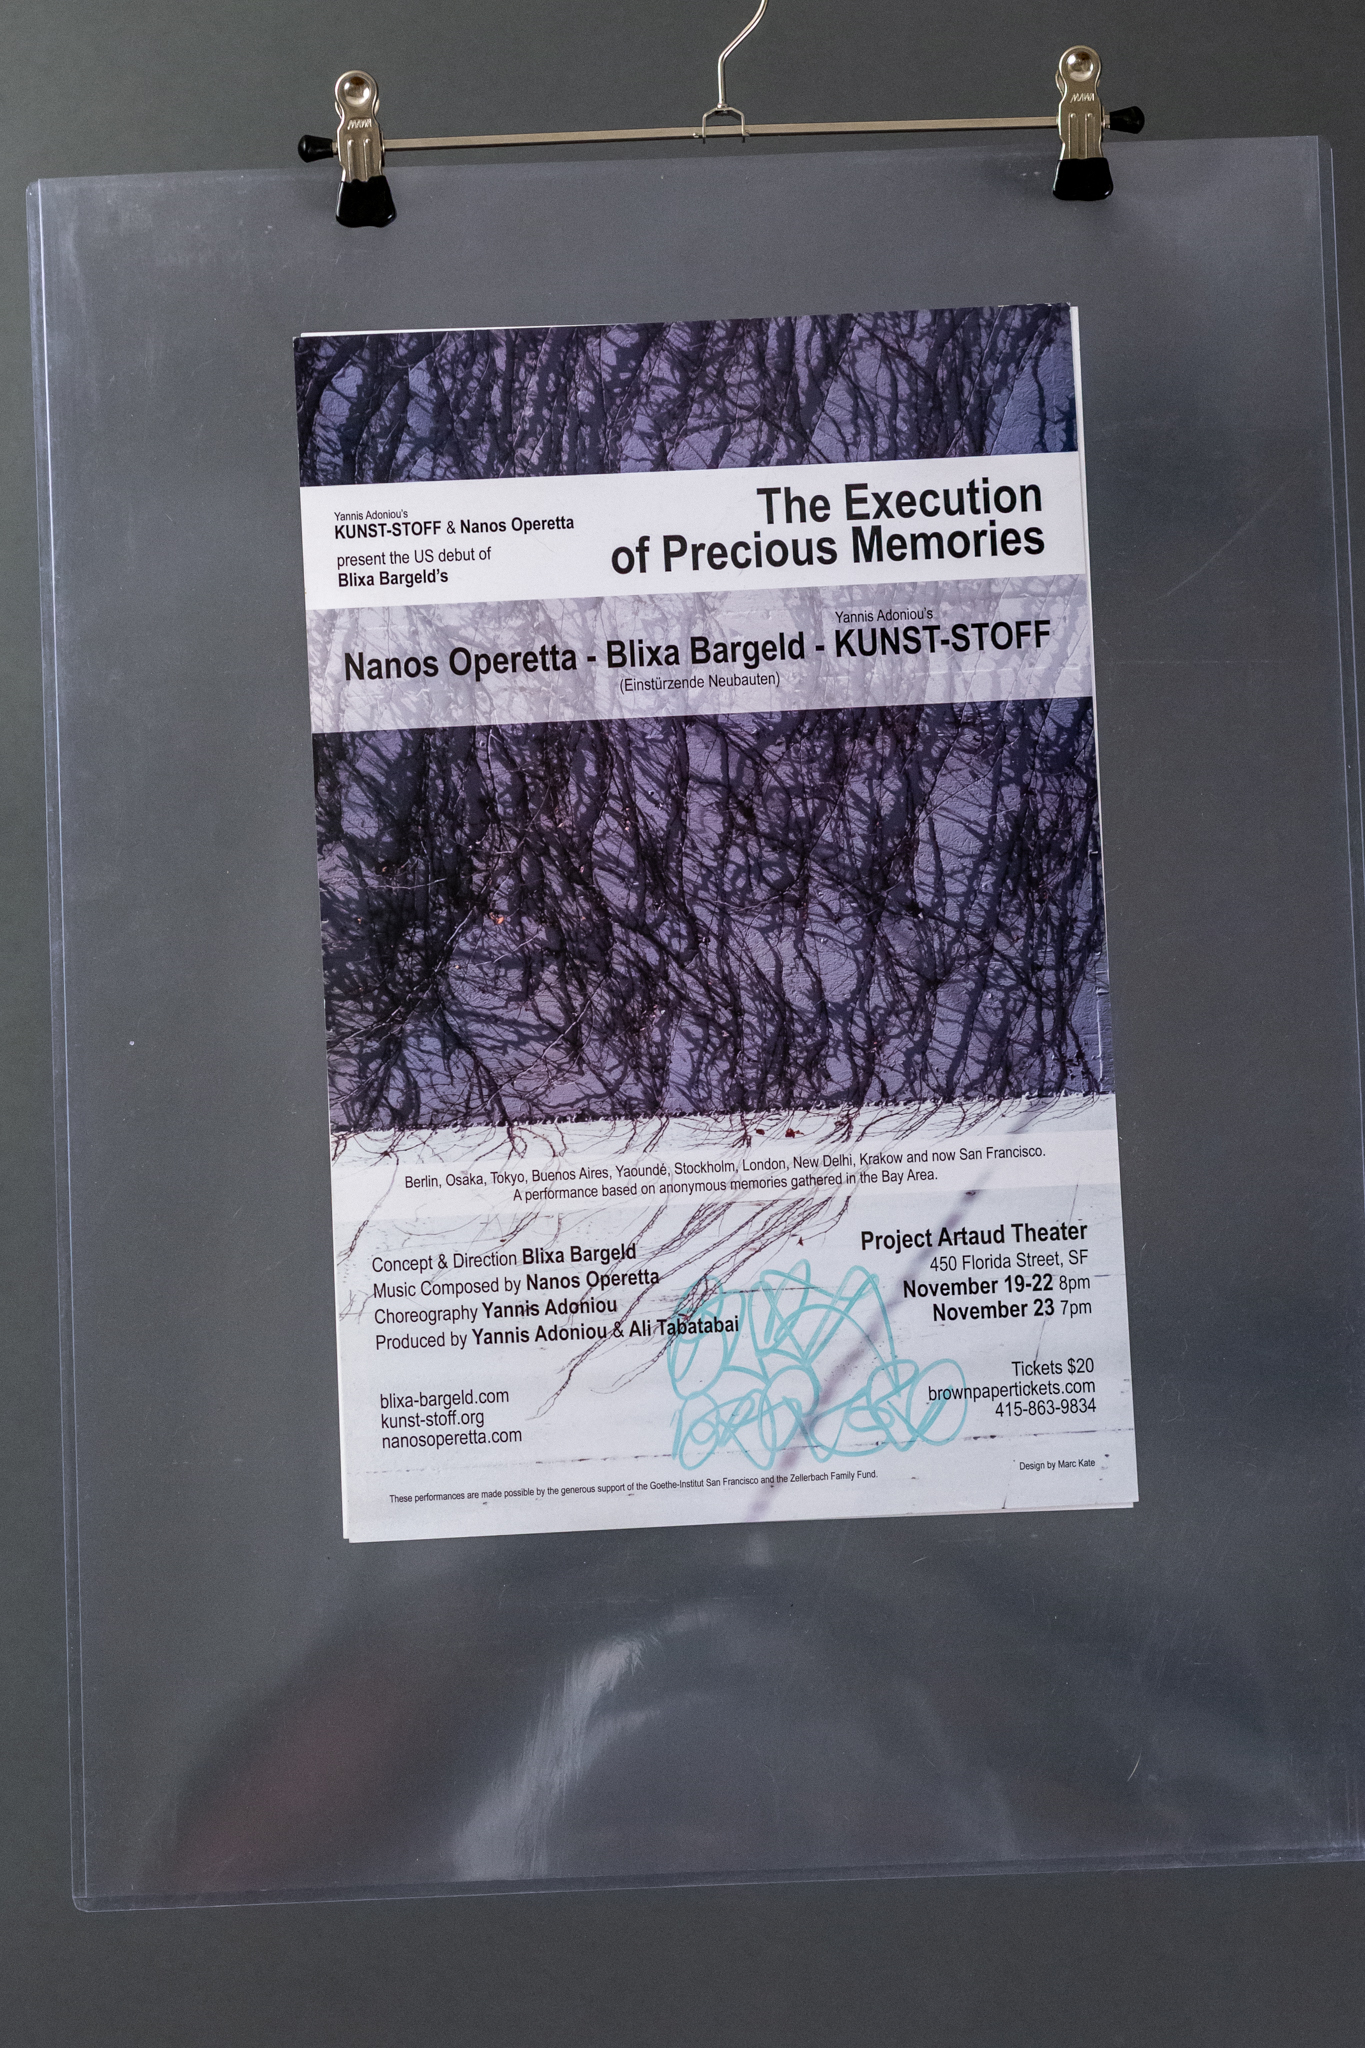 MAWA
MAWA
Yannis Adoniou's
KUNST-STOFF & Nanos Operetta
present the US debut of
Blixa Bargeld's
The Execution
of Precious Memories
Yannis Adoniou's
Nanos Operetta - Blixa Bargeld - KUNST-STOFF
(Einstürzende Neubauten)
Berlin, Osaka, Tokyo, Buenos Aires, Yaoundé, Stockholm, London, New Delhi, Krakow and now San Francisco.
A performance based on anonymous memories gathered in the Bay Area.
Concept & Direction Blixa Bargeld
Music Composed by Nanos Operetta
Choreography Yannis Adoniou
Produced by Yannis Adoniou & Ali Tabatabai
blixa-bargeld.com
kunst-stoff.org
nanosoperetta.com
Project Artaud Theater
450 Florida Street, SF
November 19-22 8pm
November 23 7pm
Tickets $20
brownpapertickets.com
415-863-9834
BLIXA
BARGELD
Design by Marc Kate
These performances are made possible by the generous support of the Goethe-Institut San Francisco and the Zellerbach Family Fund.